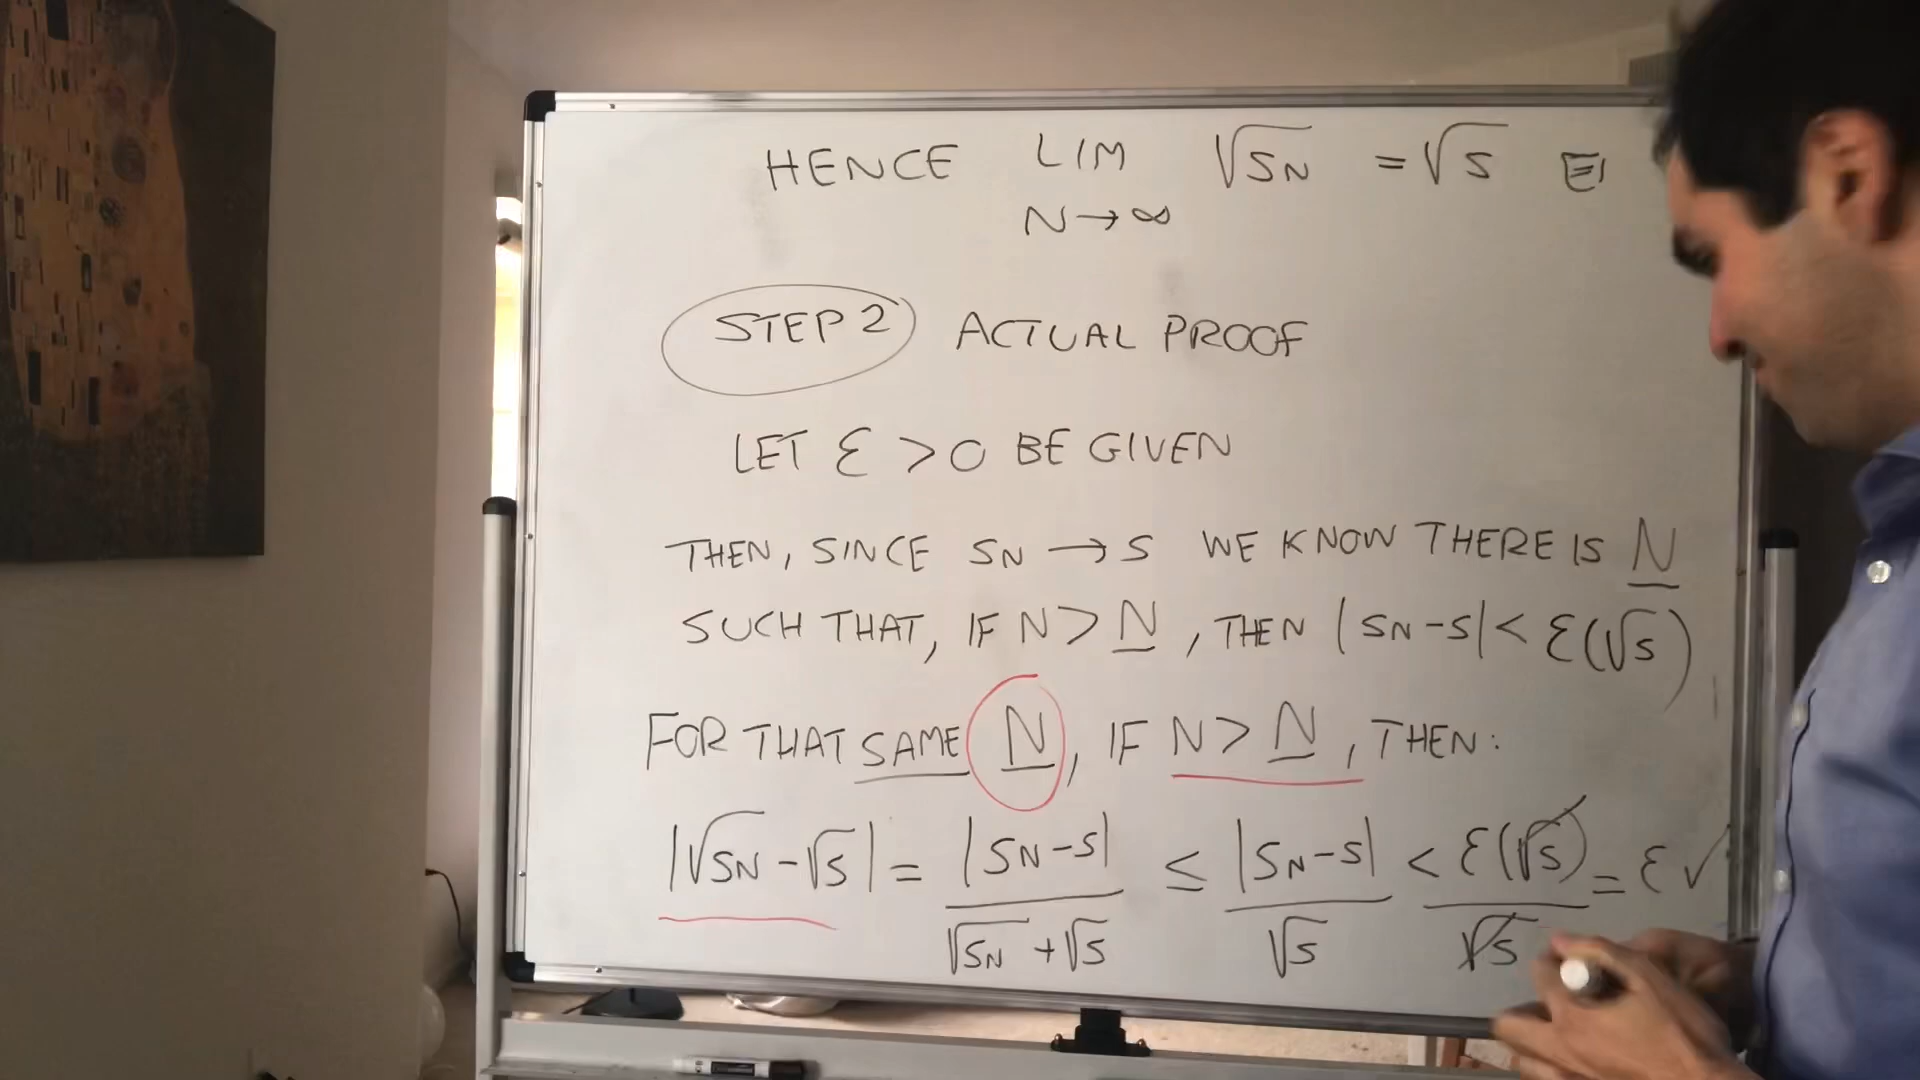 HENCE LIM √SN = √S
N→∞
STEP 2 ACTUAL PROOF
LET Ɛ > 0 BE GIVEN
THEN, SINCE SN → S WE KNOW THERE IS N
SUCH THAT, IF N > N, THEN |SN-S| < Ɛ(√S)
FOR THAT SAME N, IF N > N, THEN:
|√SN - √S| = |SN-S| ≤ |SN-S| < Ɛ(√S) = Ɛ ✓
√SN + √S √S √S